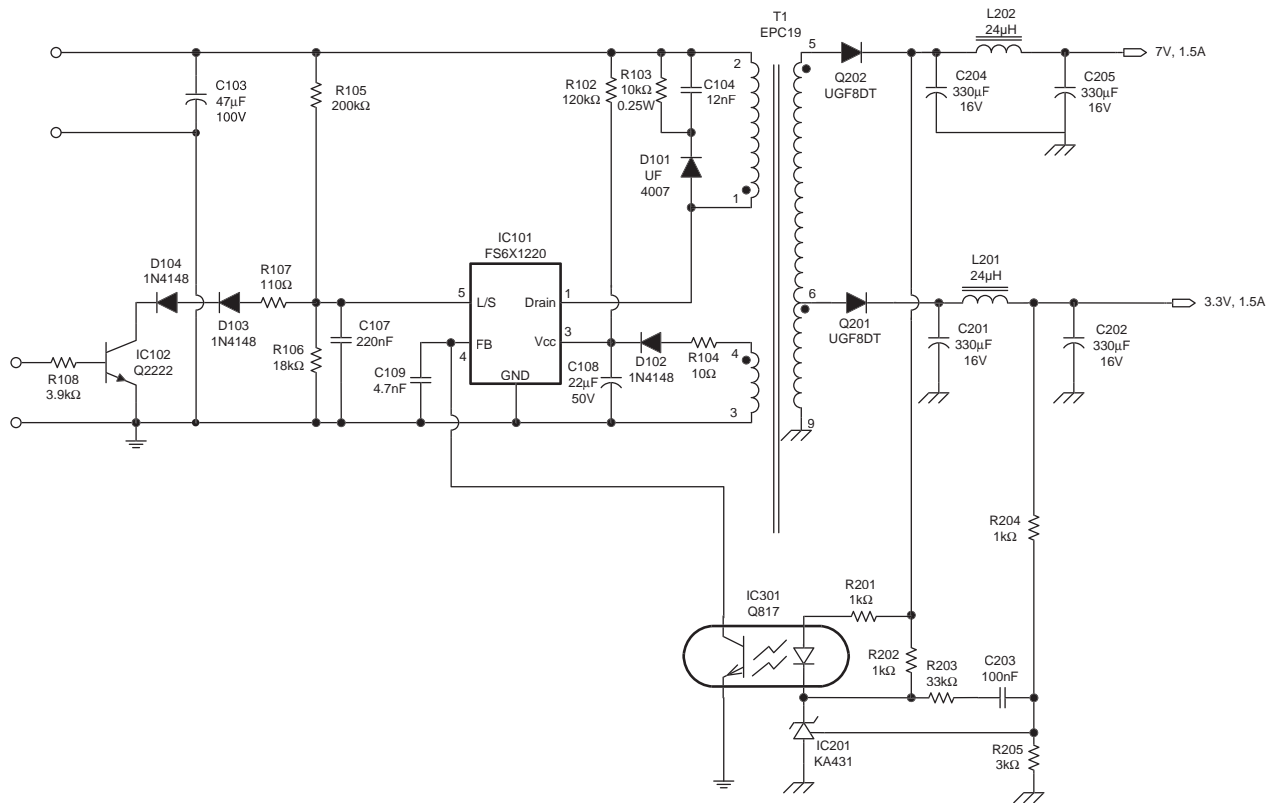 T1
EPC19
L202
24µH
7V, 1.5A
2
5
C103
47µF
100V
R105
200kΩ
R102
120kΩ
R103
10kΩ
0.25W
C104
12nF
Q202
UGF8DT
C204
330µF
16V
C205
330µF
16V
D101
UF
4007
1
IC101
FS6X1220
D104
1N4148
R107
110Ω
D103
1N4148
5
L/S
Drain
1
3
Vcc
FB
4
GND
6
L201
24µH
3.3V, 1.5A
Q201
UGF8DT
C201
330µF
16V
C202
330µF
16V
IC102
Q2222
R108
3.9kΩ
R106
18kΩ
C107
220nF
C109
4.7nF
C108
22µF
50V
D102
1N4148
R104
10Ω
4
3
9
R204
1kΩ
IC301
Q817
R201
1kΩ
R202
1kΩ
R203
33kΩ
C203
100nF
IC201
KA431
R205
3kΩ